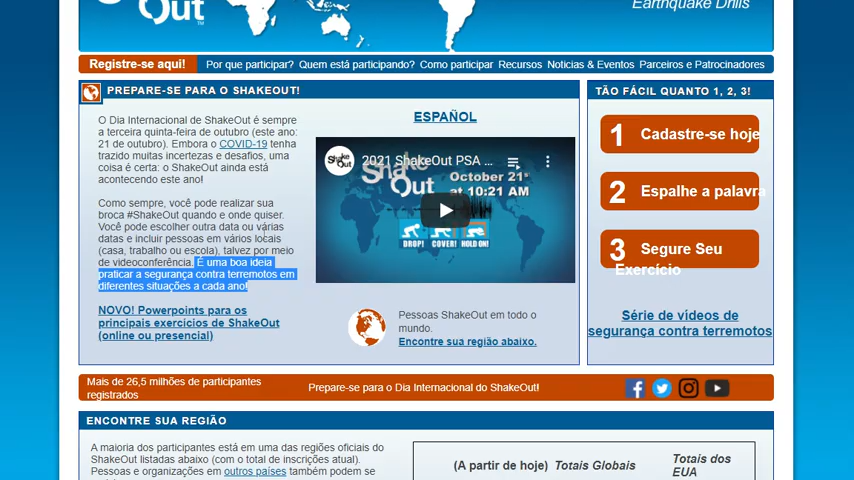 Shake
Out™
Earthquake Drills
Registre-se aqui!
Por que participar? Quem está participando? Como participar Recursos Notícias & Eventos Parceiros e Patrocinadores
PREPARE-SE PARA O SHAKEOUT!
O Dia Internacional de ShakeOut é sempre
a terceira quinta-feira de outubro (este ano:
21 de outubro). Embora o COVID-19 tenha
trazido muitas incertezas e desafios, uma
coisa é certa: o ShakeOut ainda está
acontecendo este ano!
Como sempre, você pode realizar sua
broca #ShakeOut quando e onde quiser.
Você pode escolher outra data ou várias
datas e incluir pessoas em vários locais
(casa, trabalho ou escola), talvez por meio
de videoconferência. É uma boa ideia
praticar a segurança contra terremotos em
diferentes situações a cada ano!
NOVO! Powerpoints para os
principais exercícios de ShakeOut
(online ou presencial)
ESPAÑOL
Shake
Out
2021 ShakeOut PSA ...
Shake
Out
October 21st
at 10:21 AM
DROP! COVER! HOLD ON!
Pessoas ShakeOut em todo o
mundo.
Encontre sua região abaixo.
TÃO FÁCIL QUANTO 1, 2, 3!
1 Cadastre-se hoje
2 Espalhe a palavra
3 Segure Seu
Exercício
Série de vídeos de
segurança contra terremotos
Mais de 26,5 milhões de participantes
registrados
Prepare-se para o Dia Internacional do ShakeOut!
ENCONTRE SUA REGIÃO
A maioria dos participantes está em uma das regiões oficiais do
ShakeOut listadas abaixo (com o total de inscrições atual).
Pessoas e organizações em outros países também podem se
(A partir de hoje) Totais Globais
Totais dos
EUA